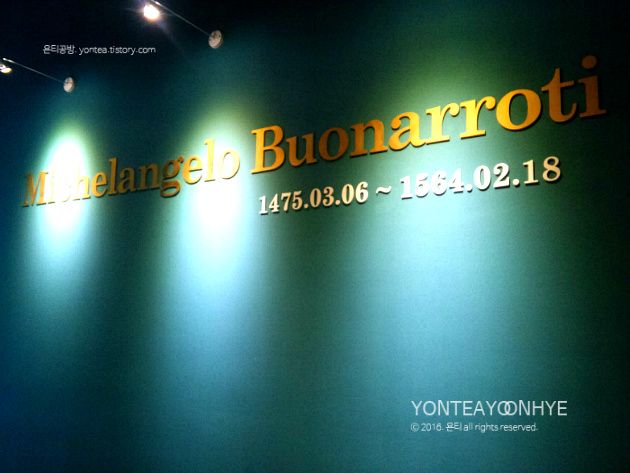 욘티공방. yontea.tistory.com
Michelangelo Buonarroti
1475.03.06 ~ 1564.02.18
YONTEAYOONHYE
ⓒ 2016. 욘티 all rights reserved.